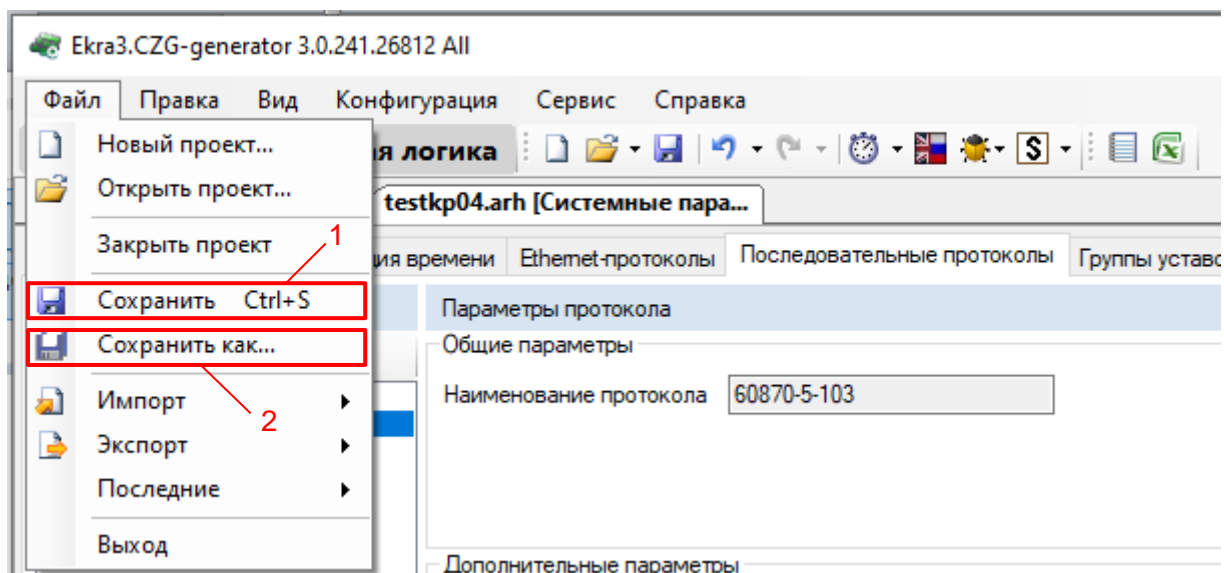 Ekra3.CZG-generator 3.0.241.26812 All
Файл Правка Вид Конфигурация Сервис Справка
Новый проект...
логика
S
Открыть проект...
testkp04.arh [Системные пара...
Закрыть проект
1
времени Ethernet-протоколы Последовательные протоколы Группы
Сохранить Ctrl+S
Параметры протокола
Сохранить как...
Общие параметры
Импорт
Наименование протокола 60870-5-103
2
Экспорт
Последние
Выход
Дополнительные параметры